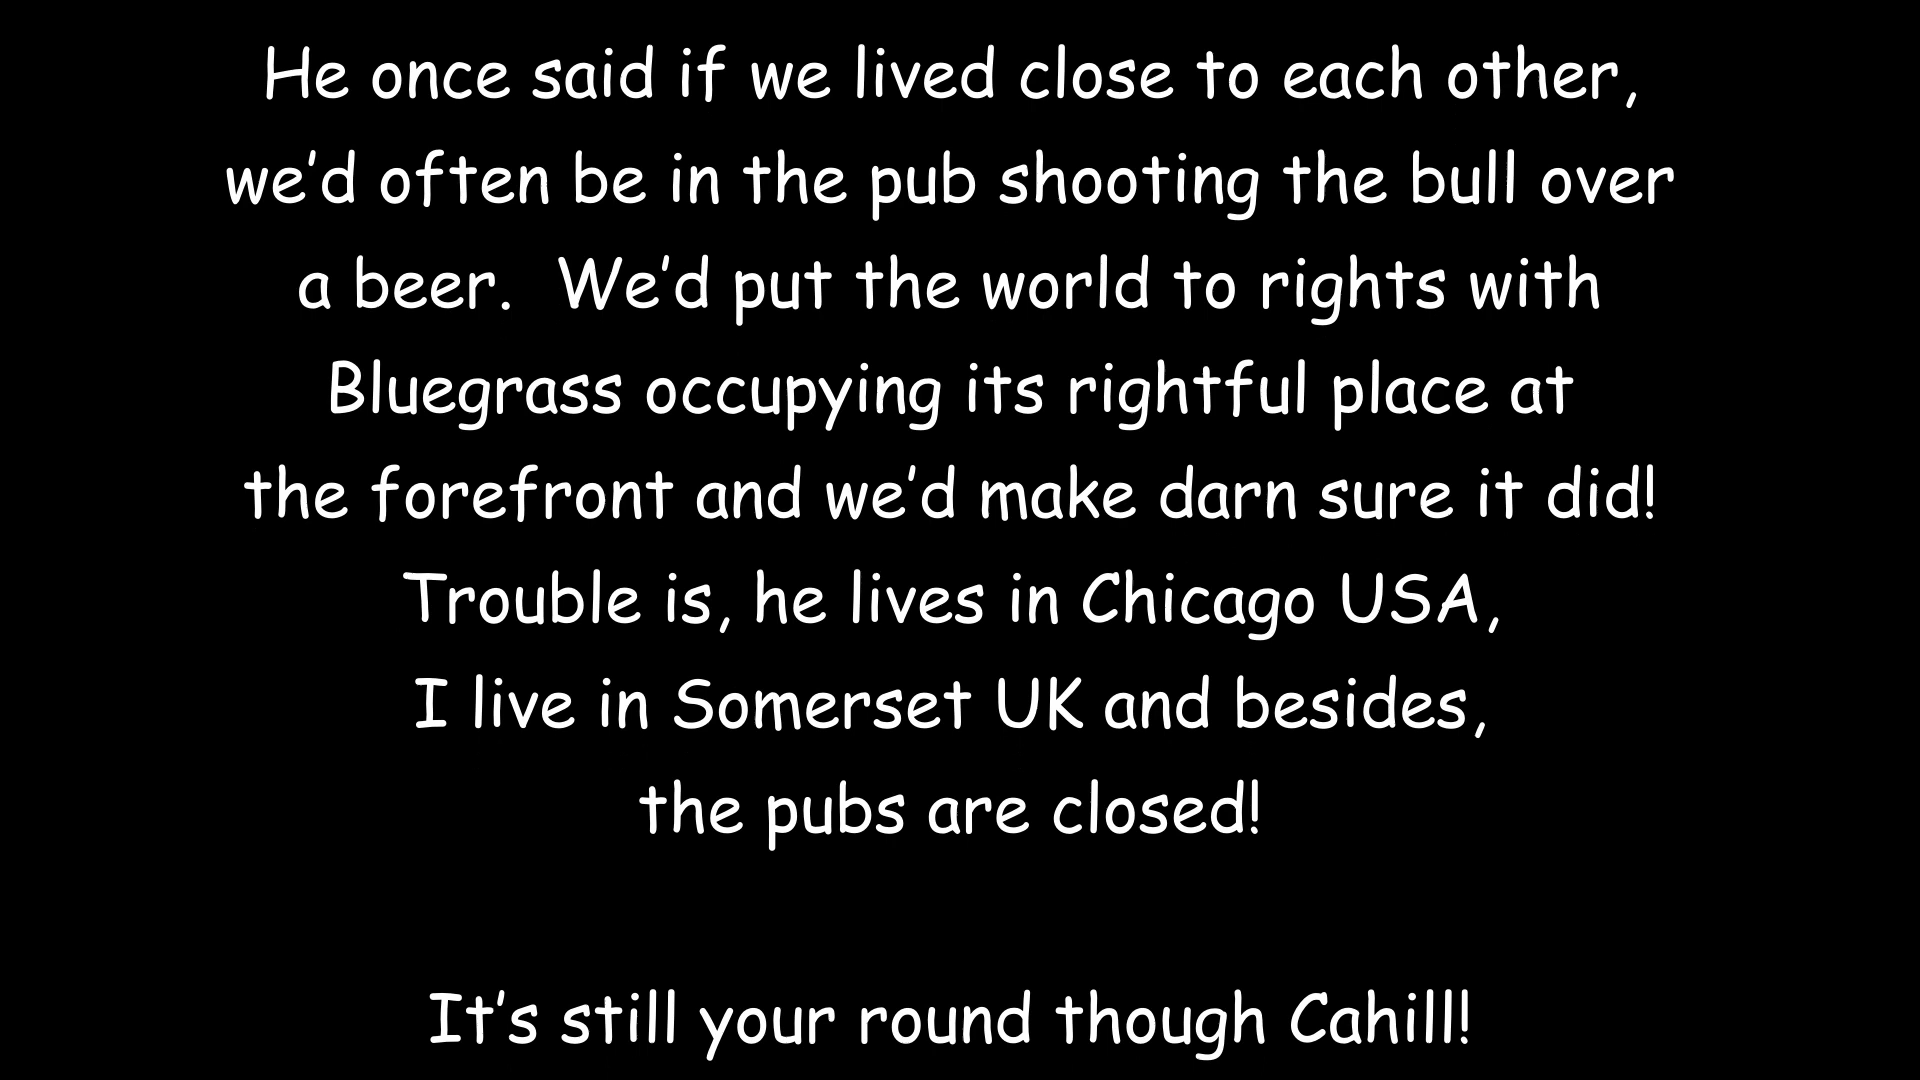 He once said if we lived close to each other,
we’d often be in the pub shooting the bull over
a beer.  We’d put the world to rights with
Bluegrass occupying its rightful place at
the forefront and we’d make darn sure it did!
Trouble is, he lives in Chicago USA,
I live in Somerset UK and besides,
the pubs are closed!
It’s still your round though Cahill!